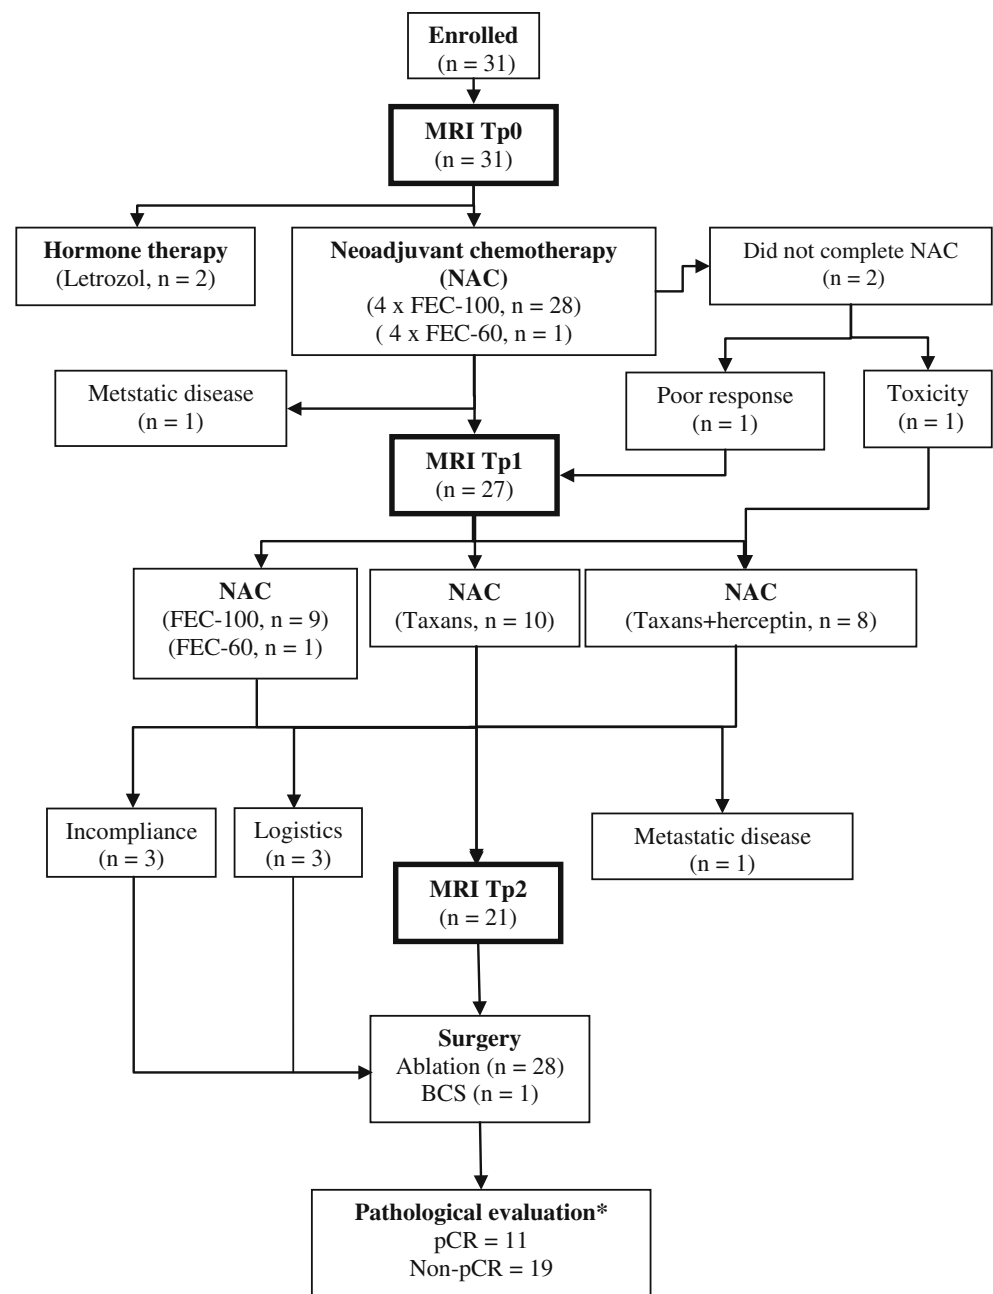 Enrolled
(n = 31)
MRI Tp0
(n = 31)
Hormone therapy
(Letrozol, n = 2)
Neoadjuvant chemotherapy
(NAC)
(4 x FEC-100, n = 28)
( 4 x FEC-60, n = 1)
Did not complete NAC
(n = 2)
Metstatic disease
(n = 1)
Poor response
(n = 1)
Toxicity
(n = 1)
MRI Tp1
(n = 27)
NAC
(FEC-100, n = 9)
(FEC-60, n = 1)
NAC
(Taxans, n = 10)
NAC
(Taxans+herceptin, n = 8)
Incompliance
(n = 3)
Logistics
(n = 3)
Metastatic disease
(n = 1)
MRI Tp2
(n = 21)
Surgery
Ablation (n = 28)
BCS (n = 1)
Pathological evaluation*
pCR = 11
Non-pCR = 19